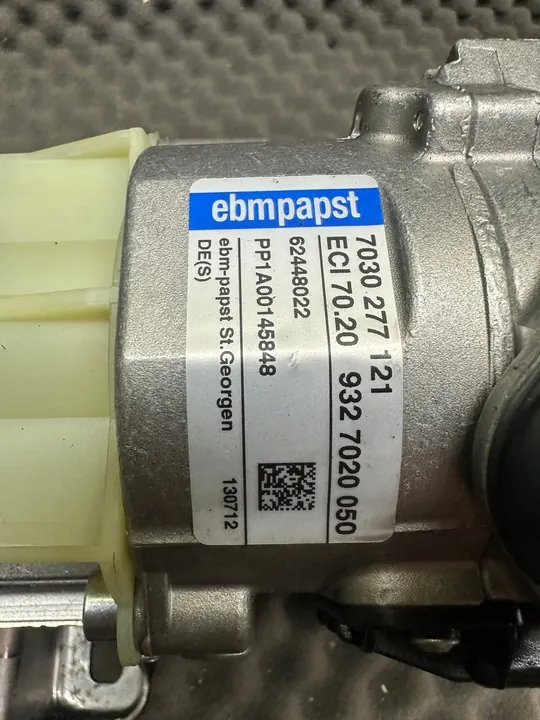 ebmpapst
7030 277 121
ECI 70.20 932 7020 050
62448022
PP1A00145848
ebm-papst St.Georgen 130712
DE(S)